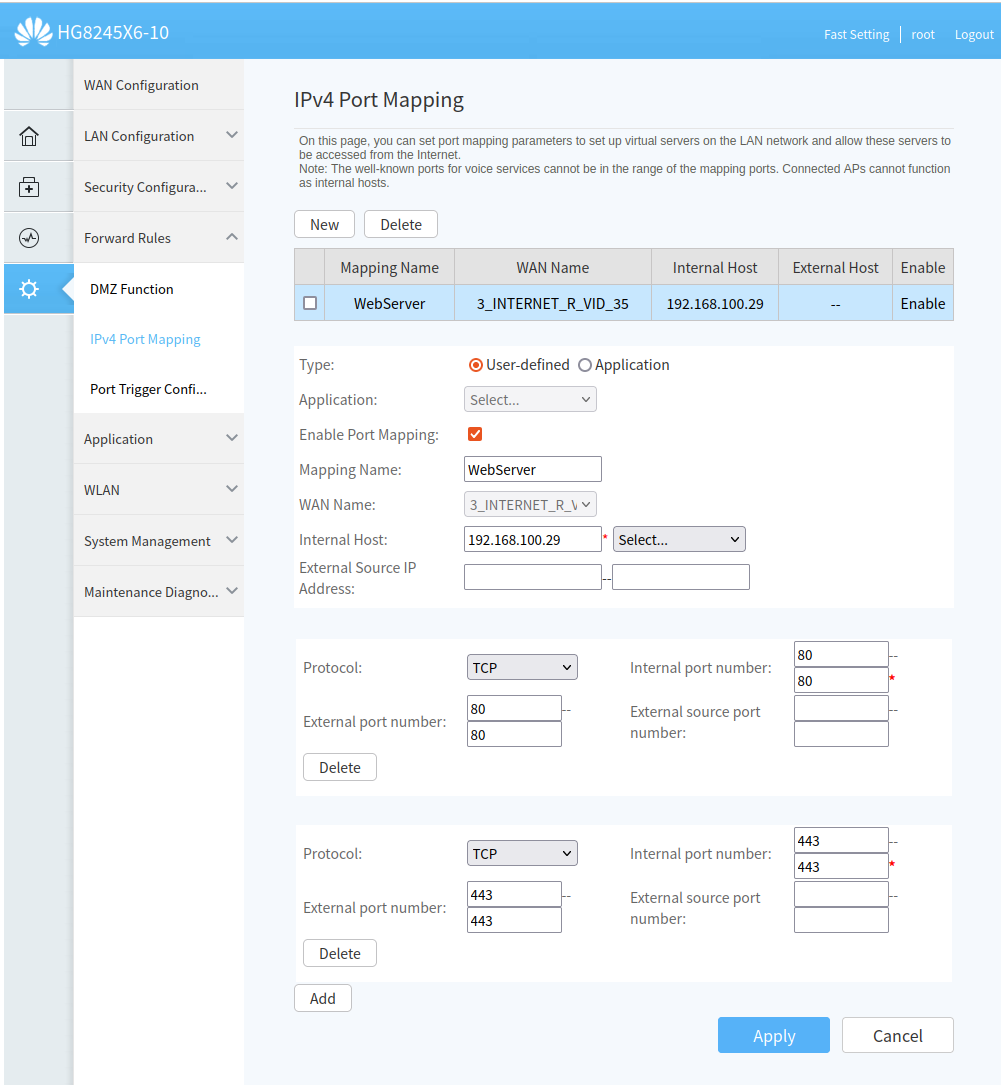 HG8245X6-10
Fast Setting root Logout
WAN Configuration
LAN Configuration
Security Configura...
Forward Rules
DMZ Function
IPv4 Port Mapping
Port Trigger Confi...
Application
WLAN
System Management
Maintenance Diagno...
IPv4 Port Mapping
On this page, you can set port mapping parameters to set up virtual servers on the LAN network and allow these servers to
be accessed from the Internet.
Note: The well-known ports for voice services cannot be in the range of the mapping ports. Connected APs cannot function
as internal hosts.
New Delete
Mapping Name WAN Name Internal Host External Host Enable
WebServer 3_INTERNET_R_VID_35 192.168.100.29 -- Enable
Type: User-defined Application
Application: Select...
Enable Port Mapping:
Mapping Name: WebServer
WAN Name: 3_INTERNET_R_V
Internal Host: 192.168.100.29 * Select...
External Source IP
Address: --
Protocol: TCP
Internal port number: 80 --
80 *
External port number: 80 --
80
External source port
number: --
Delete
Protocol: TCP
Internal port number: 443 --
443 *
External port number: 443 --
443
External source port
number: --
Delete
Add
Apply Cancel